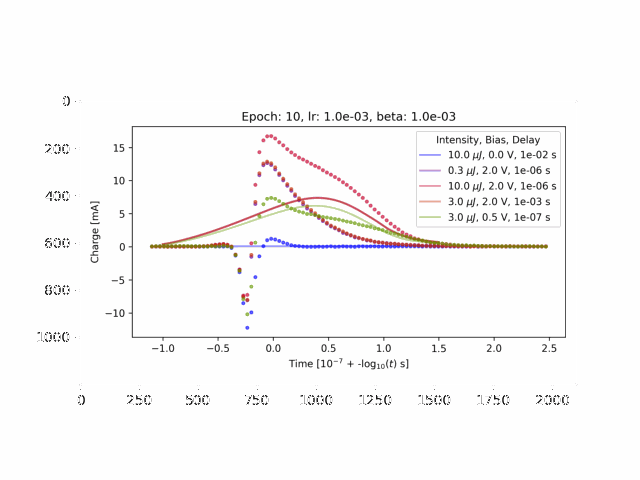 Epoch: 10, lr: 1.0e-03, beta: 1.0e-03
Intensity, Bias, Delay
10.0 μJ, 0.0 V, 1e-02 s
0.3 μJ, 2.0 V, 1e-06 s
10.0 μJ, 2.0 V, 1e-06 s
3.0 μJ, 2.0 V, 1e-03 s
3.0 μJ, 0.5 V, 1e-07 s
Charge [mA]
15
10
5
0
−5
−10
−1.0 −0.5 0.0 0.5 1.0 1.5 2.0 2.5
Time [10⁻⁷ + -log₁₀(t) s]
0
200
400
600
800
1000
0 250 500 750 1000 1250 1500 1750 2000